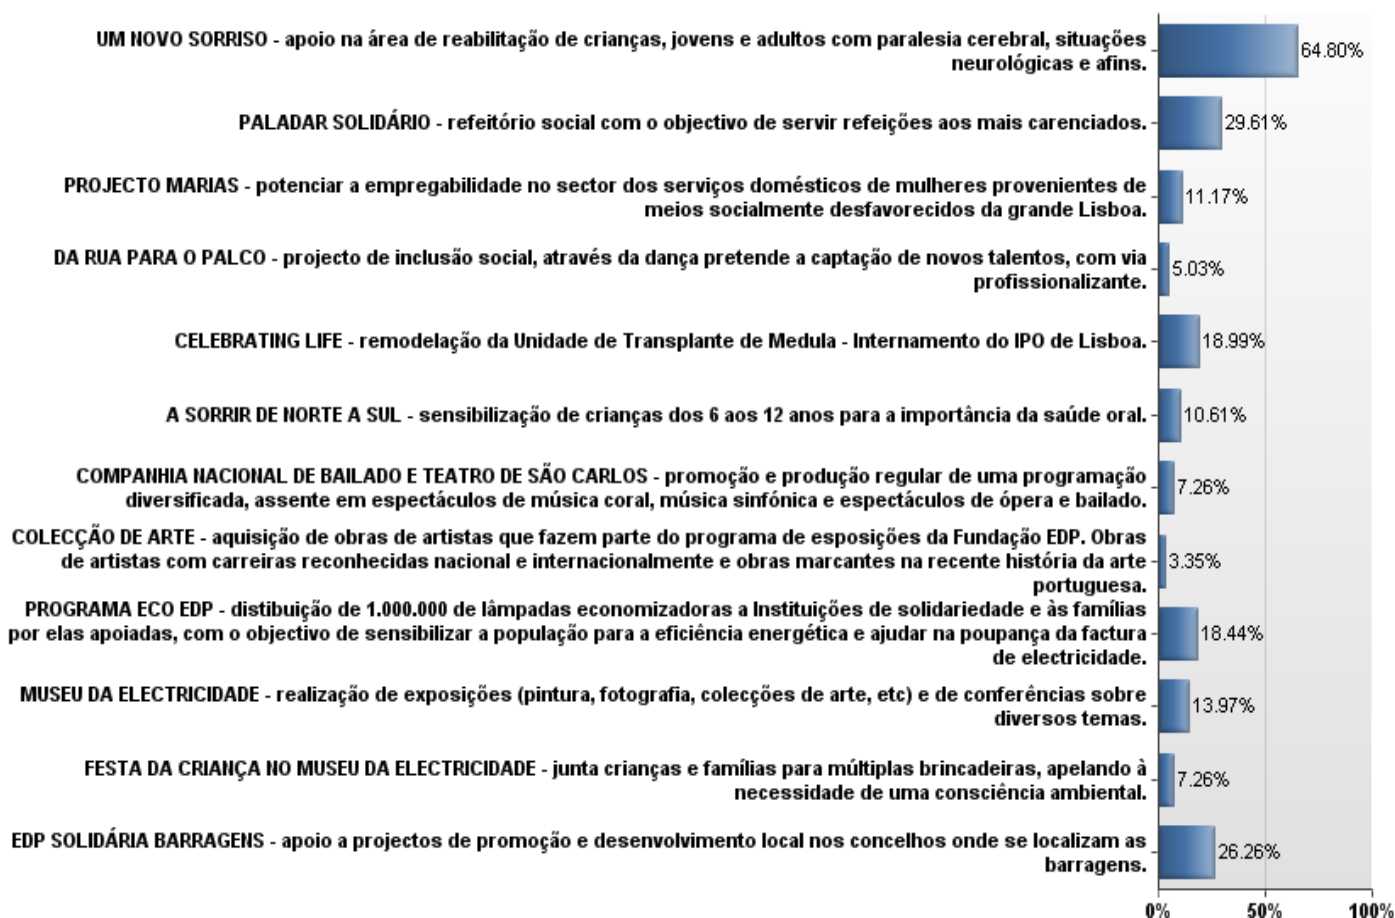 UM NOVO SORRISO - apoio na área de reabilitação de crianças, jovens e adultos com paralesia cerebral, situações
neurológicas e afins.
64.80%
PALADAR SOLIDÁRIO - refeitório social com o objectivo de servir refeições aos mais carenciados.
29.61%
PROJECTO MARIAS - potenciar a empregabilidade no sector dos serviços domésticos de mulheres provenientes de
meios socialmente desfavorecidos da grande Lisboa.
11.17%
DA RUA PARA O PALCO - projecto de inclusão social, através da dança pretende a captação de novos talentos, com via
profissionalizante.
5.03%
CELEBRATING LIFE - remodelação da Unidade de Transplante de Medula - Internamento do IPO de Lisboa.
18.99%
A SORRIR DE NORTE A SUL - sensibilização de crianças dos 6 aos 12 anos para a importância da saúde oral.
10.61%
COMPANHIA NACIONAL DE BAILADO E TEATRO DE SÃO CARLOS - promoção e produção regular de uma programação
diversificada, assente em espectáculos de música coral, música sinfónica e espectáculos de ópera e bailado.
7.26%
COLECÇÃO DE ARTE - aquisição de obras de artistas que fazem parte do programa de esposições da Fundação EDP. Obras
de artistas com carreiras reconhecidas nacional e internacionalmente e obras marcantes na recente história da arte
portuguesa.
3.35%
PROGRAMA ECO EDP - distibuição de 1.000.000 de lâmpadas economizadoras a Instituições de solidariedade e às famílias
por elas apoiadas, com o objectivo de sensibilizar a população para a eficiência energética e ajudar na poupança da factura
de electricidade.
18.44%
MUSEU DA ELECTRICIDADE - realização de exposições (pintura, fotografia, colecções de arte, etc) e de conferências sobre
diversos temas.
13.97%
FESTA DA CRIANÇA NO MUSEU DA ELECTRICIDADE - junta crianças e famílias para múltiplas brincadeiras, apelando à
necessidade de uma consciência ambiental.
7.26%
EDP SOLIDÁRIA BARRAGENS - apoio a projectos de promoção e desenvolvimento local nos concelhos onde se localizam as
barragens.
26.26%
0% 50% 100%